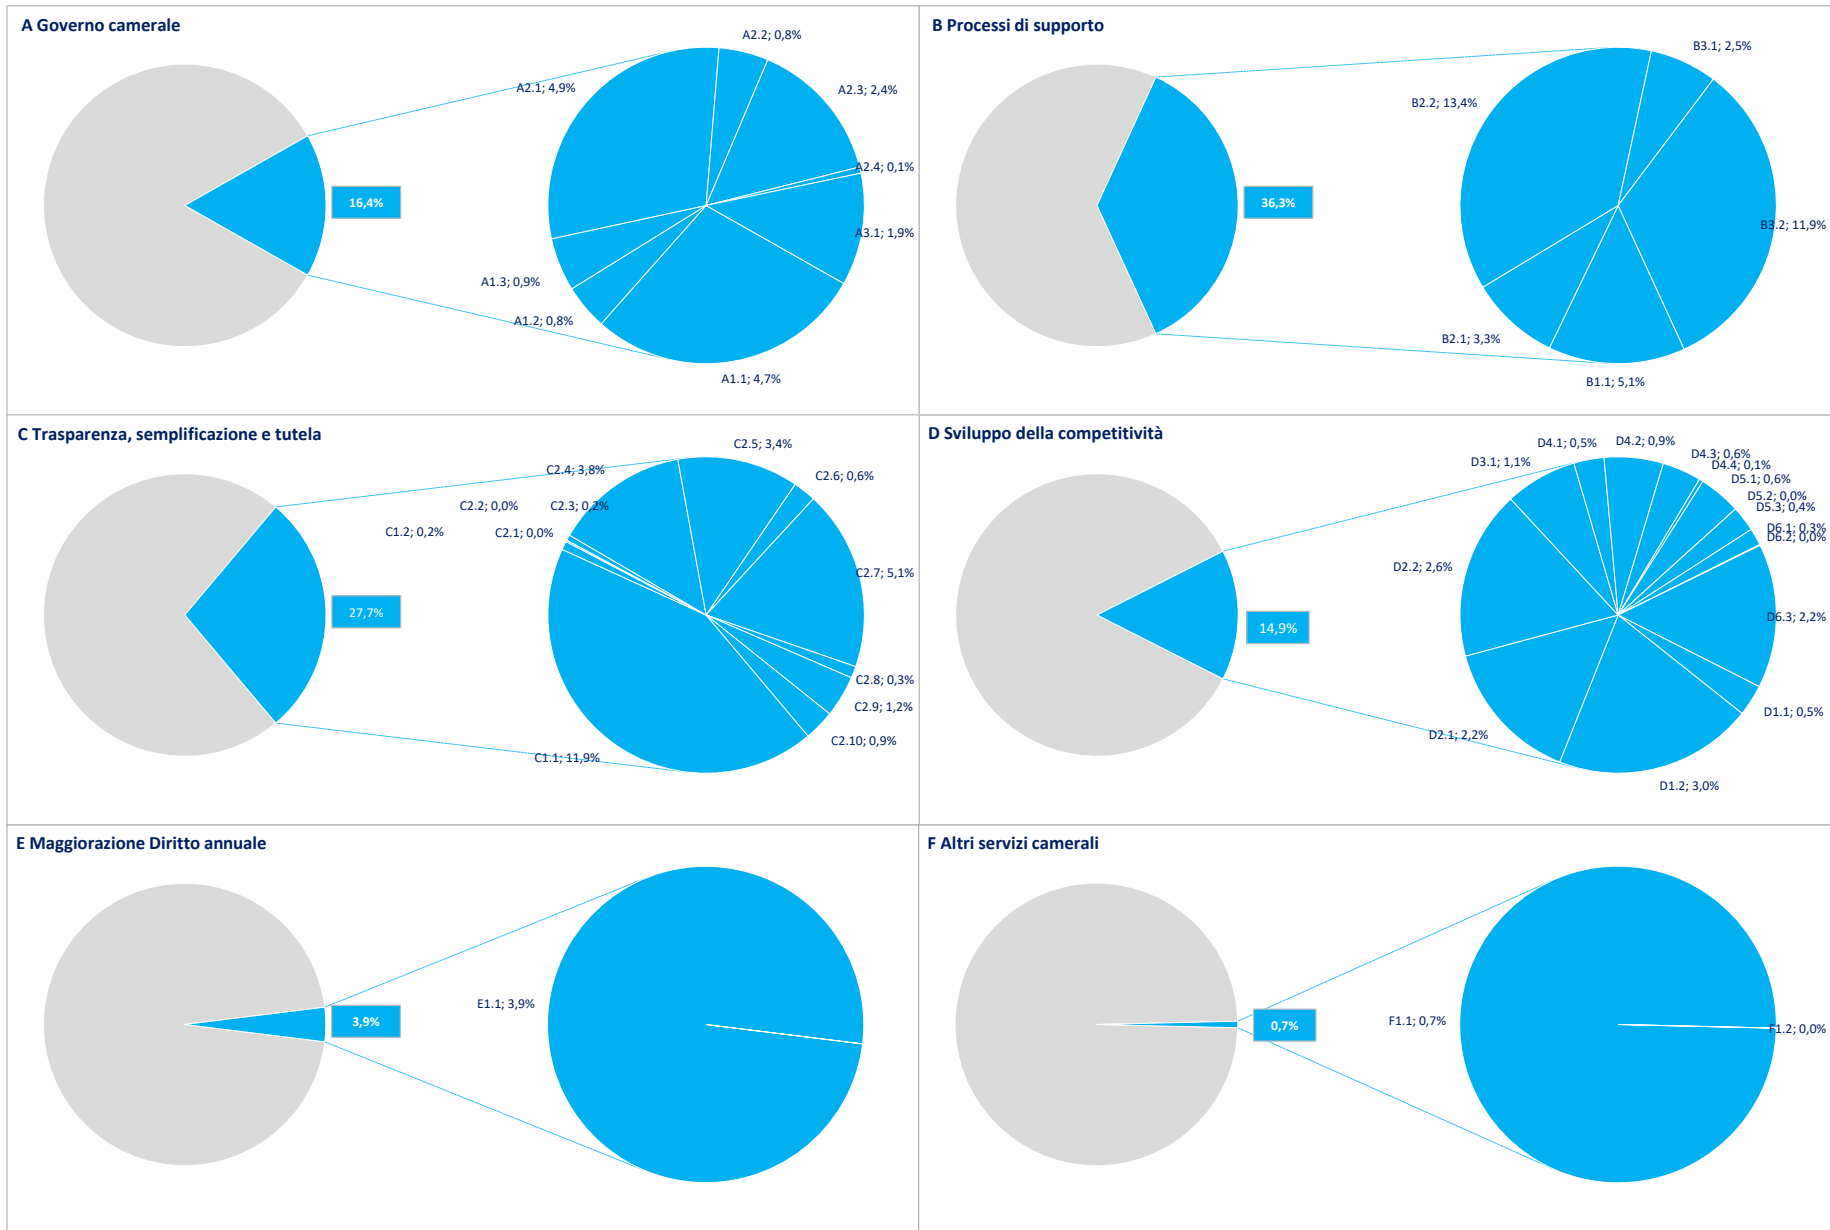 A Governo camerale
A2.2; 0,8%
A2.1; 4,9%
A2.3; 2,4%
A2.4; 0,1%
16,4%
A3.1; 1,9%
A1.3; 0,9%
A1.2; 0,8%
A1.1; 4,7%
B Processi di supporto
B3.1; 2,5%
B2.2; 13,4%
36,3%
B3.2; 11,9%
B2.1; 3,3%
B1.1; 5,1%
C Trasparenza, semplificazione e tutela
C2.5; 3,4%
C2.4; 3,8%
C2.6; 0,6%
C2.2; 0,0%
C2.3; 0,2%
C1.2; 0,2%
C2.1; 0,0%
C2.7; 5,1%
27,7%
C2.8; 0,3%
C2.9; 1,2%
C2.10; 0,9%
C1.1; 11,9%
D Sviluppo della competitività
D4.1; 0,5%
D4.2; 0,9%
D4.3; 0,6%
D3.1; 1,1%
D4.4; 0,1%
D5.1; 0,6%
D5.2; 0,0%
D5.3; 0,4%
D6.1; 0,3%
D6.2; 0,0%
D2.2; 2,6%
D6.3; 2,2%
14,9%
D1.1; 0,5%
D2.1; 2,2%
D1.2; 3,0%
E Maggiorazione Diritto annuale
E1.1; 3,9%
3,9%
F Altri servizi camerali
0,7%
F1.1; 0,7%
F1.2; 0,0%